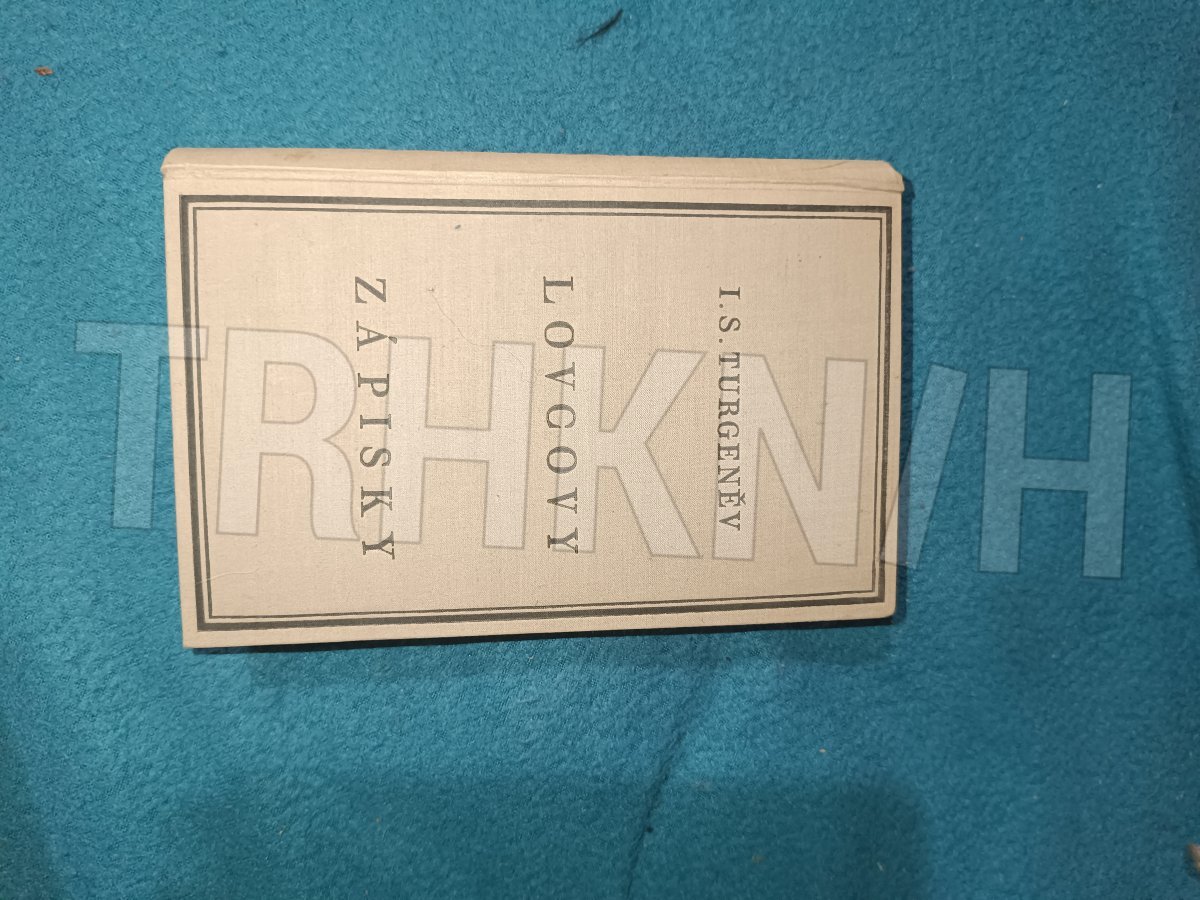 I. S. TURGENĚV
LOVCOVY
ZÁPISKY
TRHKNIH